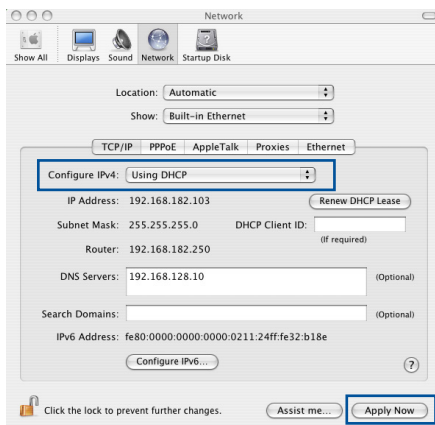 Network
Show All Displays Sound Network Startup Disk
Location: Automatic
Show: Built-in Ethernet
TCP/IP PPPoE AppleTalk Proxies Ethernet
Configure IPv4: Using DHCP
IP Address: 192.168.182.103 Renew DHCP Lease
Subnet Mask: 255.255.255.0 DHCP Client ID:
(If required)
Router: 192.168.182.250
DNS Servers: 192.168.128.10 (Optional)
Search Domains: (Optional)
IPv6 Address: fe80:0000:0000:0000:0211:24ff:fe32:b18e
Configure IPv6... ?
Click the lock to prevent further changes. Assist me... Apply Now